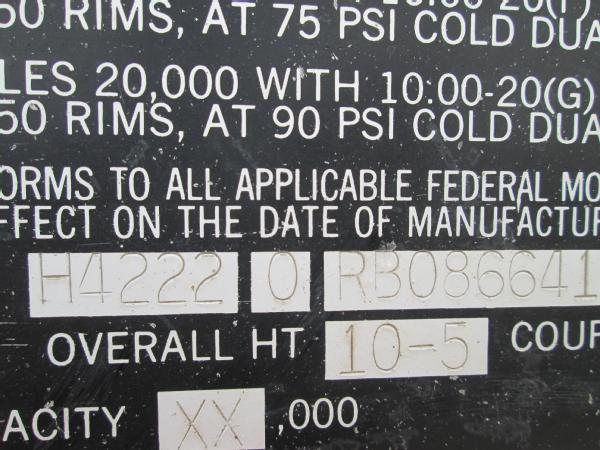 50 RIMS, AT 75 PSI COLD DUA
LES 20,000 WITH 10:00-20(G)
50 RIMS, AT 90 PSI COLD DUA
ORMS TO ALL APPLICABLE FEDERAL MO
FFECT ON THE DATE OF MANUFACTUR
H4222 0 RB086641
OVERALL HT 10-5 COUP
ACITY XX ,000